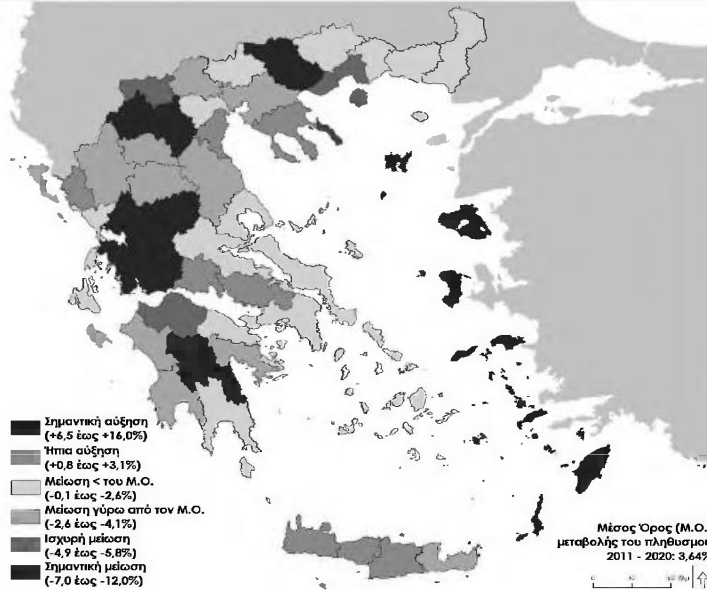 Σημαντική αύξηση
(+6,5 έως +16,0%)
Ήπια αύξηση
(+0,8 έως +3,1%)
Μείωση < του Μ.Ο.
(-0,1 έως -2,6%)
Μείωση γύρω από τον Μ.Ο.
(-2,6 έως -4,1%)
Ισχυρή μείωση
(-4,9 έως -5,8%)
Σημαντική μείωση
(-7,0 έως -12,0%)
Μέσος Όρος (Μ.Ο.
μεταβολής του πληθυσμο
2011 - 2020: 3,64%
0